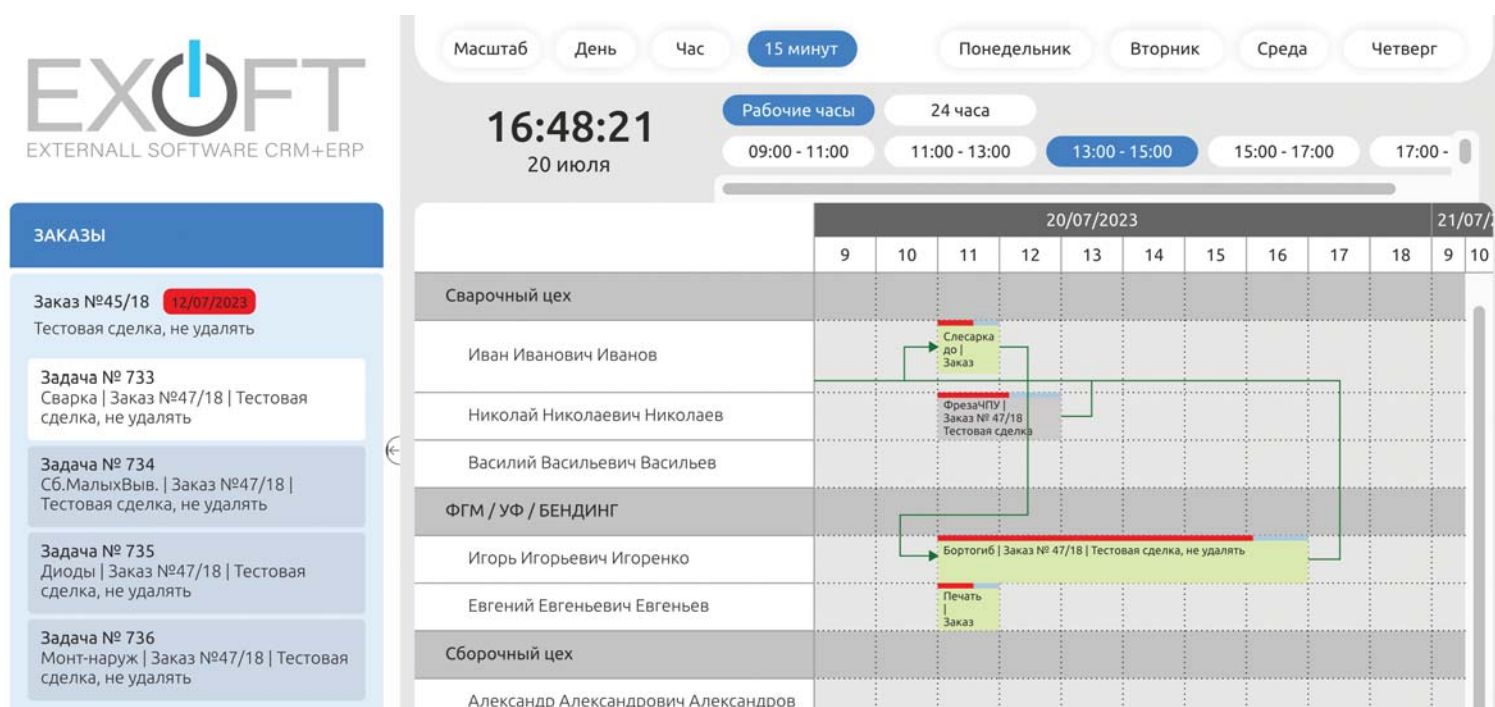 EXOFT
EXTERNALL SOFTWARE CRM+ERP
Масштаб День Час 15 минут Понедельник Вторник Среда Четверг
16:48:21
20 июля
Рабочие часы 24 часа
09:00 - 11:00 11:00 - 13:00 13:00 - 15:00 15:00 - 17:00 17:00 -
ЗАКАЗЫ
Заказ №45/18 12/07/2023
Тестовая сделка, не удалять
Задача № 733
Сварка | Заказ №47/18 | Тестовая
сделка, не удалять
Задача № 734
Сб.МалыхВыв. | Заказ №47/18 |
Тестовая сделка, не удалять
Задача № 735
Диоды | Заказ №47/18 | Тестовая
сделка, не удалять
Задача № 736
Монт-наруж | Заказ №47/18 | Тестовая
сделка, не удалять
20/07/2023 21/07/
9 10 11 12 13 14 15 16 17 18 9 10
Сварочный цех
Иван Иванович Иванов
Слесарка
до |
Заказ
Николай Николаевич Николаев
ФрезаЧПУ |
Заказ № 47/18
Тестовая сделка
Василий Васильевич Васильев
ФГМ / УФ / БЕНДИНГ
Игорь Игорьевич Игоренко
Бортогиб | Заказ № 47/18 | Тестовая сделка, не удалять
Евгений Евгеньевич Евгеньев
Печать
|
Заказ
Сборочный цех
Александр Александрович Александров